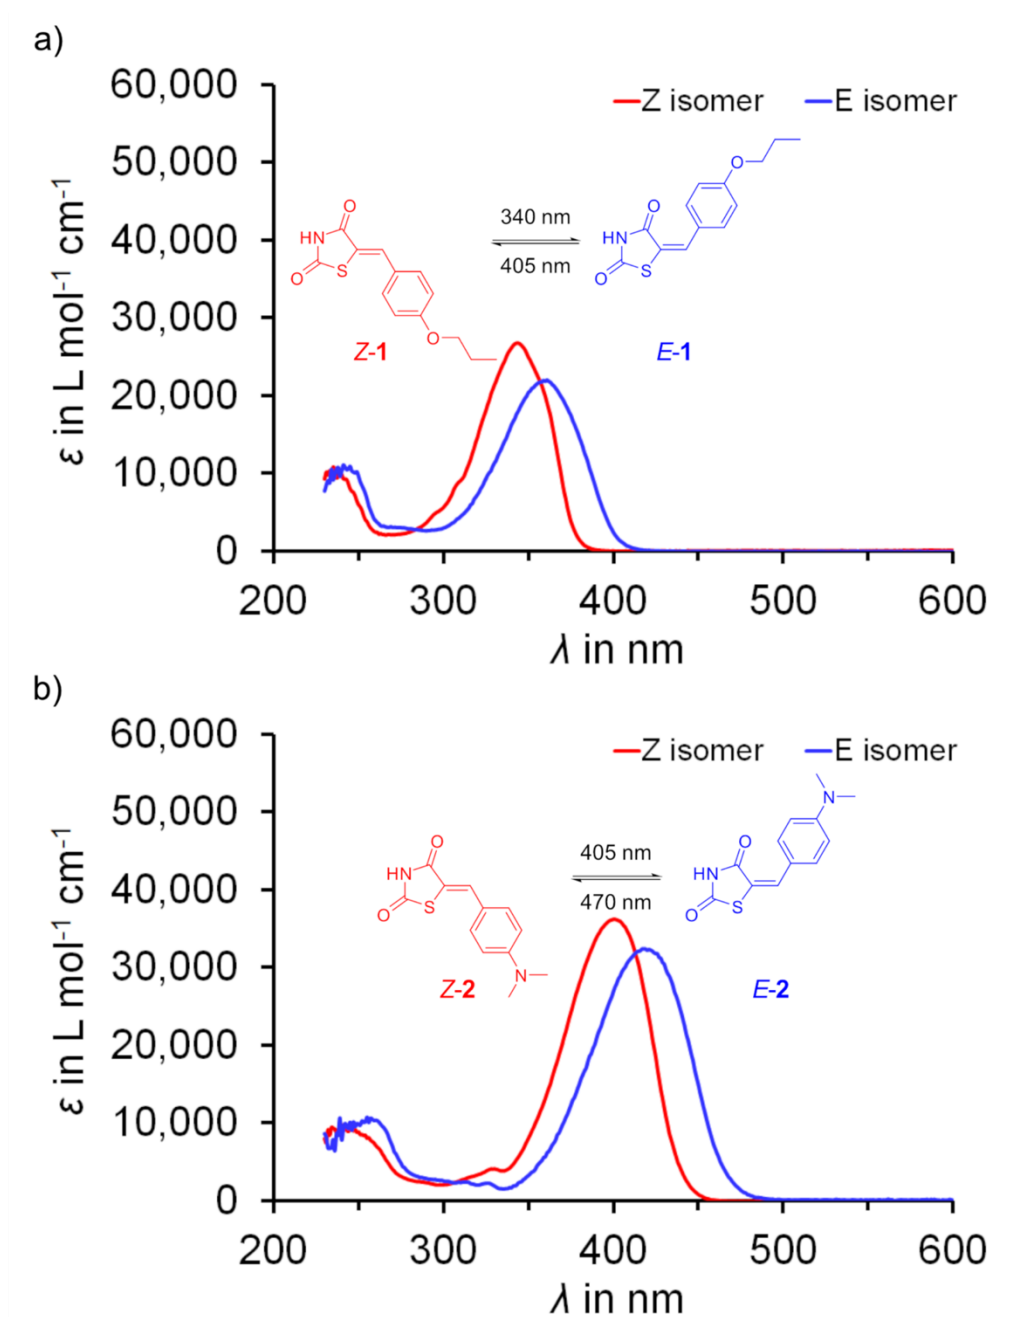 a)
60,000
50,000
40,000
30,000
20,000
10,000
0
ε in L mol⁻¹ cm⁻¹
Z isomer E isomer
O
HN
O
S
O
Z-1
340 nm
405 nm
O
O
HN
O
S
E-1
200 300 400 500 600
λ in nm
b)
60,000
50,000
40,000
30,000
20,000
10,000
0
ε in L mol⁻¹ cm⁻¹
Z isomer E isomer
O
HN
O
S
N
Z-2
405 nm
470 nm
N
O
HN
O
S
E-2
200 300 400 500 600
λ in nm